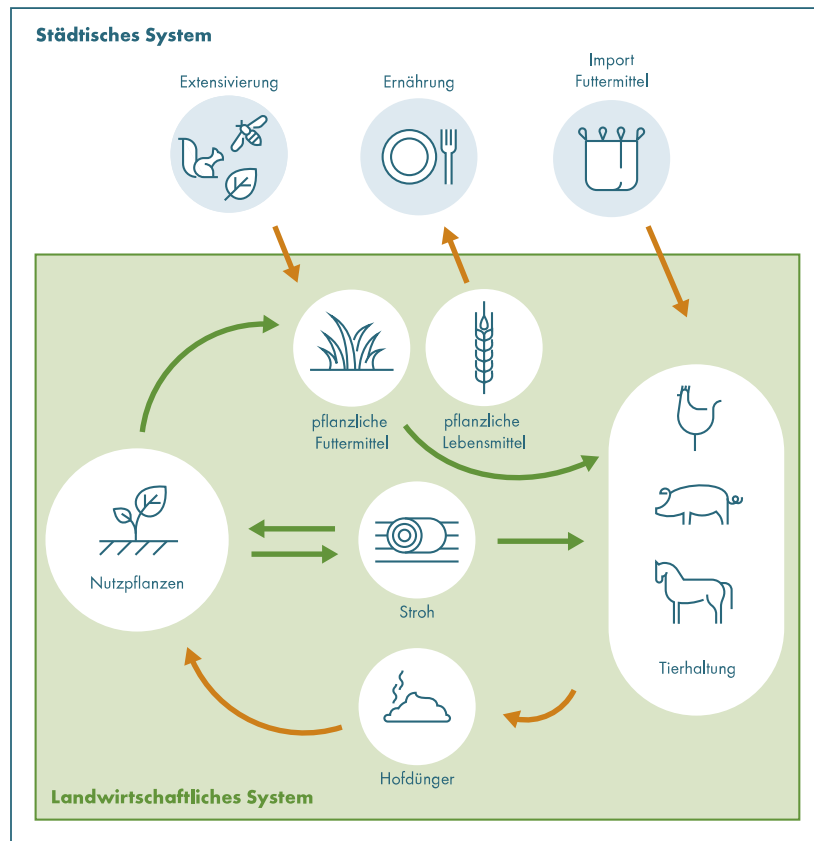 Städtisches System
Extensivierung
Ernährung
Import
Futtermittel
pflanzliche
Futtermittel
pflanzliche
Lebensmittel
Nutzpflanzen
Stroh
Tierhaltung
Hofdünger
Landwirtschaftliches System